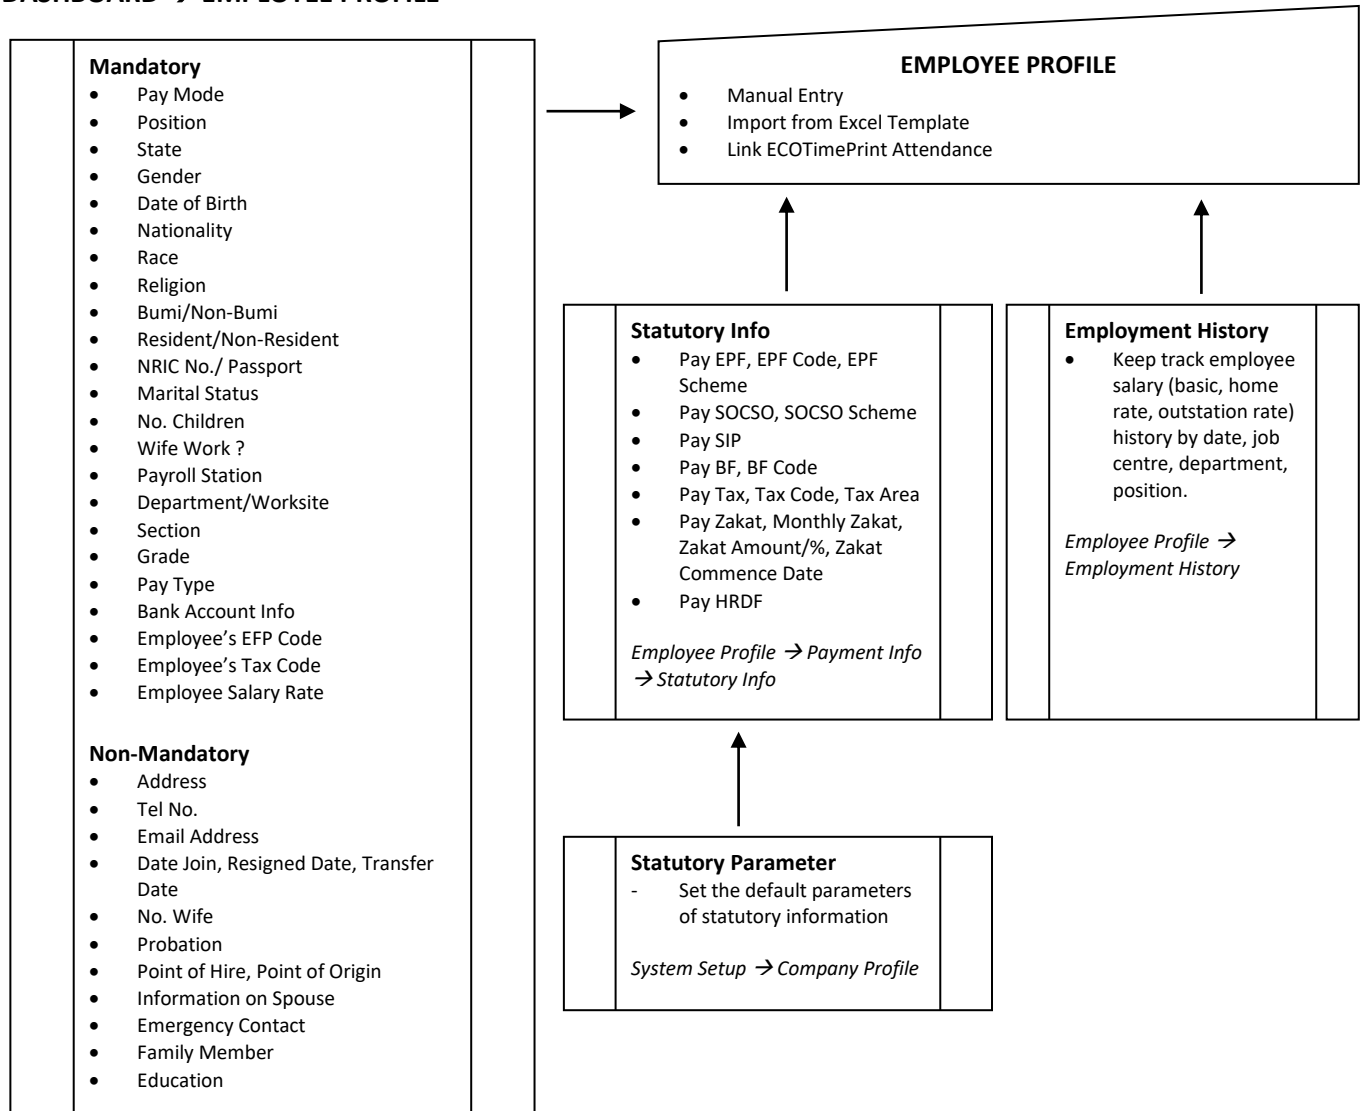 DASHBOARD → EMPLOYEE PROFILE
Mandatory
• Pay Mode
• Position
• State
• Gender
• Date of Birth
• Nationality
• Race
• Religion
• Bumi/Non-Bumi
• Resident/Non-Resident
• NRIC No./ Passport
• Marital Status
• No. Children
• Wife Work ?
• Payroll Station
• Department/Worksite
• Section
• Grade
• Pay Type
• Bank Account Info
• Employee’s EFP Code
• Employee’s Tax Code
• Employee Salary Rate
Non-Mandatory
• Address
• Tel No.
• Email Address
• Date Join, Resigned Date, Transfer
Date
• No. Wife
• Probation
• Point of Hire, Point of Origin
• Information on Spouse
• Emergency Contact
• Family Member
• Education
EMPLOYEE PROFILE
• Manual Entry
• Import from Excel Template
• Link ECOTimePrint Attendance
Statutory Info
• Pay EPF, EPF Code, EPF
Scheme
• Pay SOCSO, SOCSO Scheme
• Pay SIP
• Pay BF, BF Code
• Pay Tax, Tax Code, Tax Area
• Pay Zakat, Monthly Zakat,
Zakat Amount/%, Zakat
Commence Date
• Pay HRDF
Employee Profile → Payment Info
→ Statutory Info
Employment History
• Keep track employee
salary (basic, home
rate, outstation rate)
history by date, job
centre, department,
position.
Employee Profile →
Employment History
Statutory Parameter
- Set the default parameters
of statutory information
System Setup → Company Profile